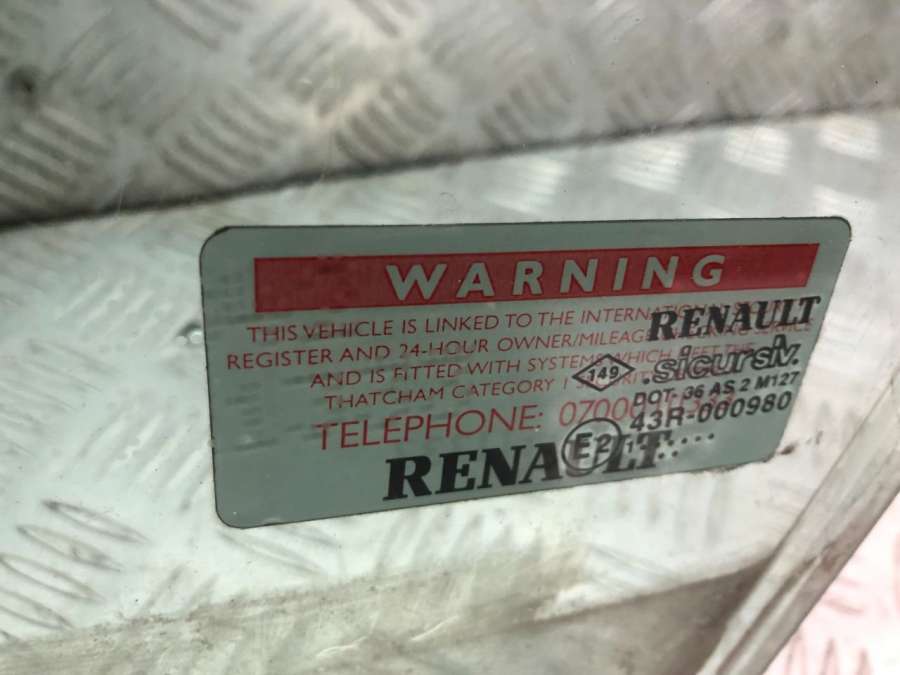 WARNING
THIS VEHICLE IS LINKED TO THE INTERNATIONAL
REGISTER AND 24-HOUR OWNER/MILEAGE
AND IS FITTED WITH SYSTEMS WHICH MEET THE
THATCHAM CATEGORY 1
TELEPHONE: 0700
RENAULT
RENAULT
149 .sicursiv.
DOT- 36 AS 2 M127
E2 43R-000980
1